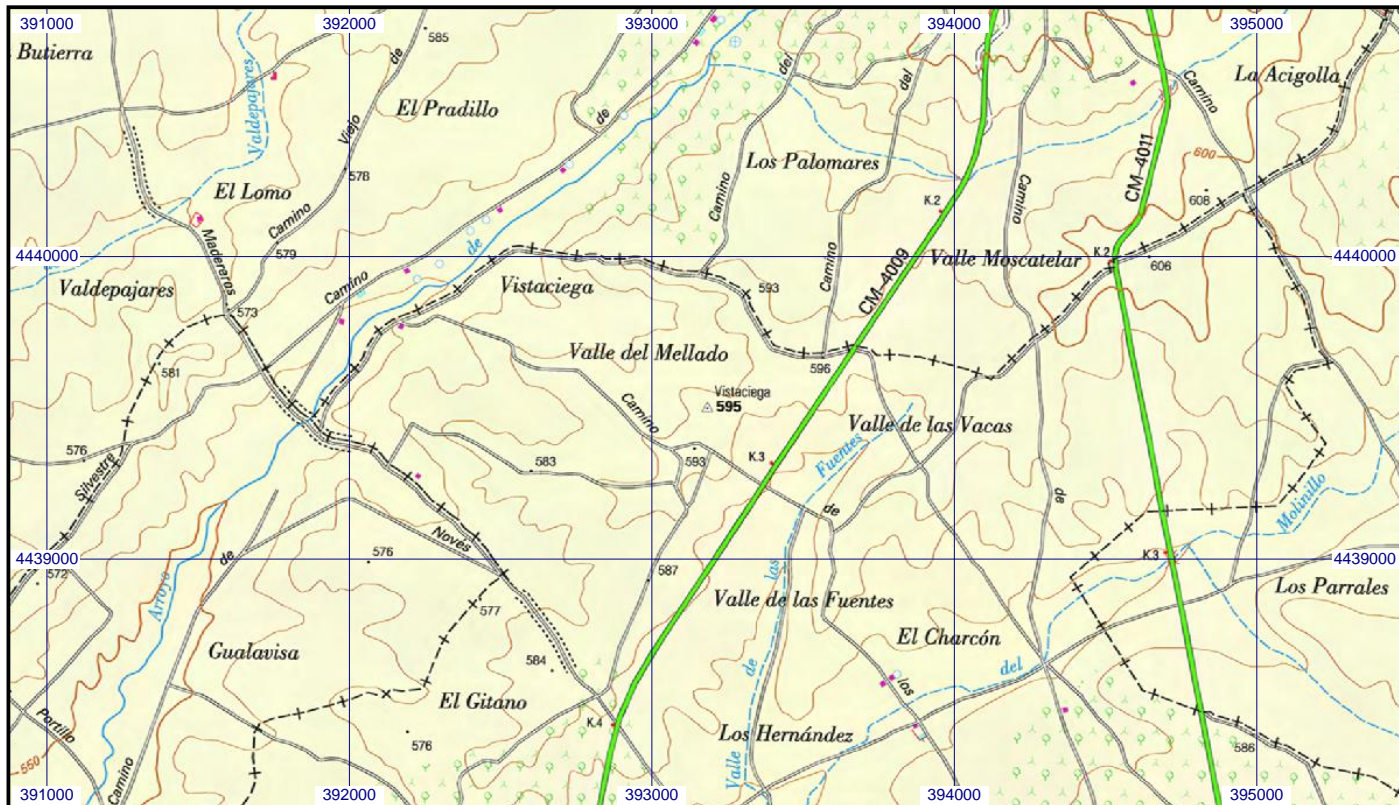 391000
392000
393000
394000
395000
585
de
Butierra
La Acigolla
del
del
Camino
Valdepajares
El Pradillo
de
Viejo
CM-4011
Los Palomares
600
578
El Lomo
Camino
Camino
608
K.2
Camino
Maderaros
579
de
4440000
Camino
Camino
CM-4009
Valle Moscatelar
K.2
606
4440000
Valdepajares
Vistaciega
593
573
Valle del Mellado
596
581
Vistaciega
595
Camino
Valle de las Vacas
576
583
593
K.3
Fuentes
Silvestre
de
de
Molinillo
Noves
4439000
576
de
las
K.3
4439000
572
587
Los Parrales
Arroyo
577
Valle de las Fuentes
El Charcón
Gualavisa
584
de
del
los
El Gitano
Portillo
K.4
Los Hernández
576
586
550
Camino
Valle
391000
392000
393000
394000
395000